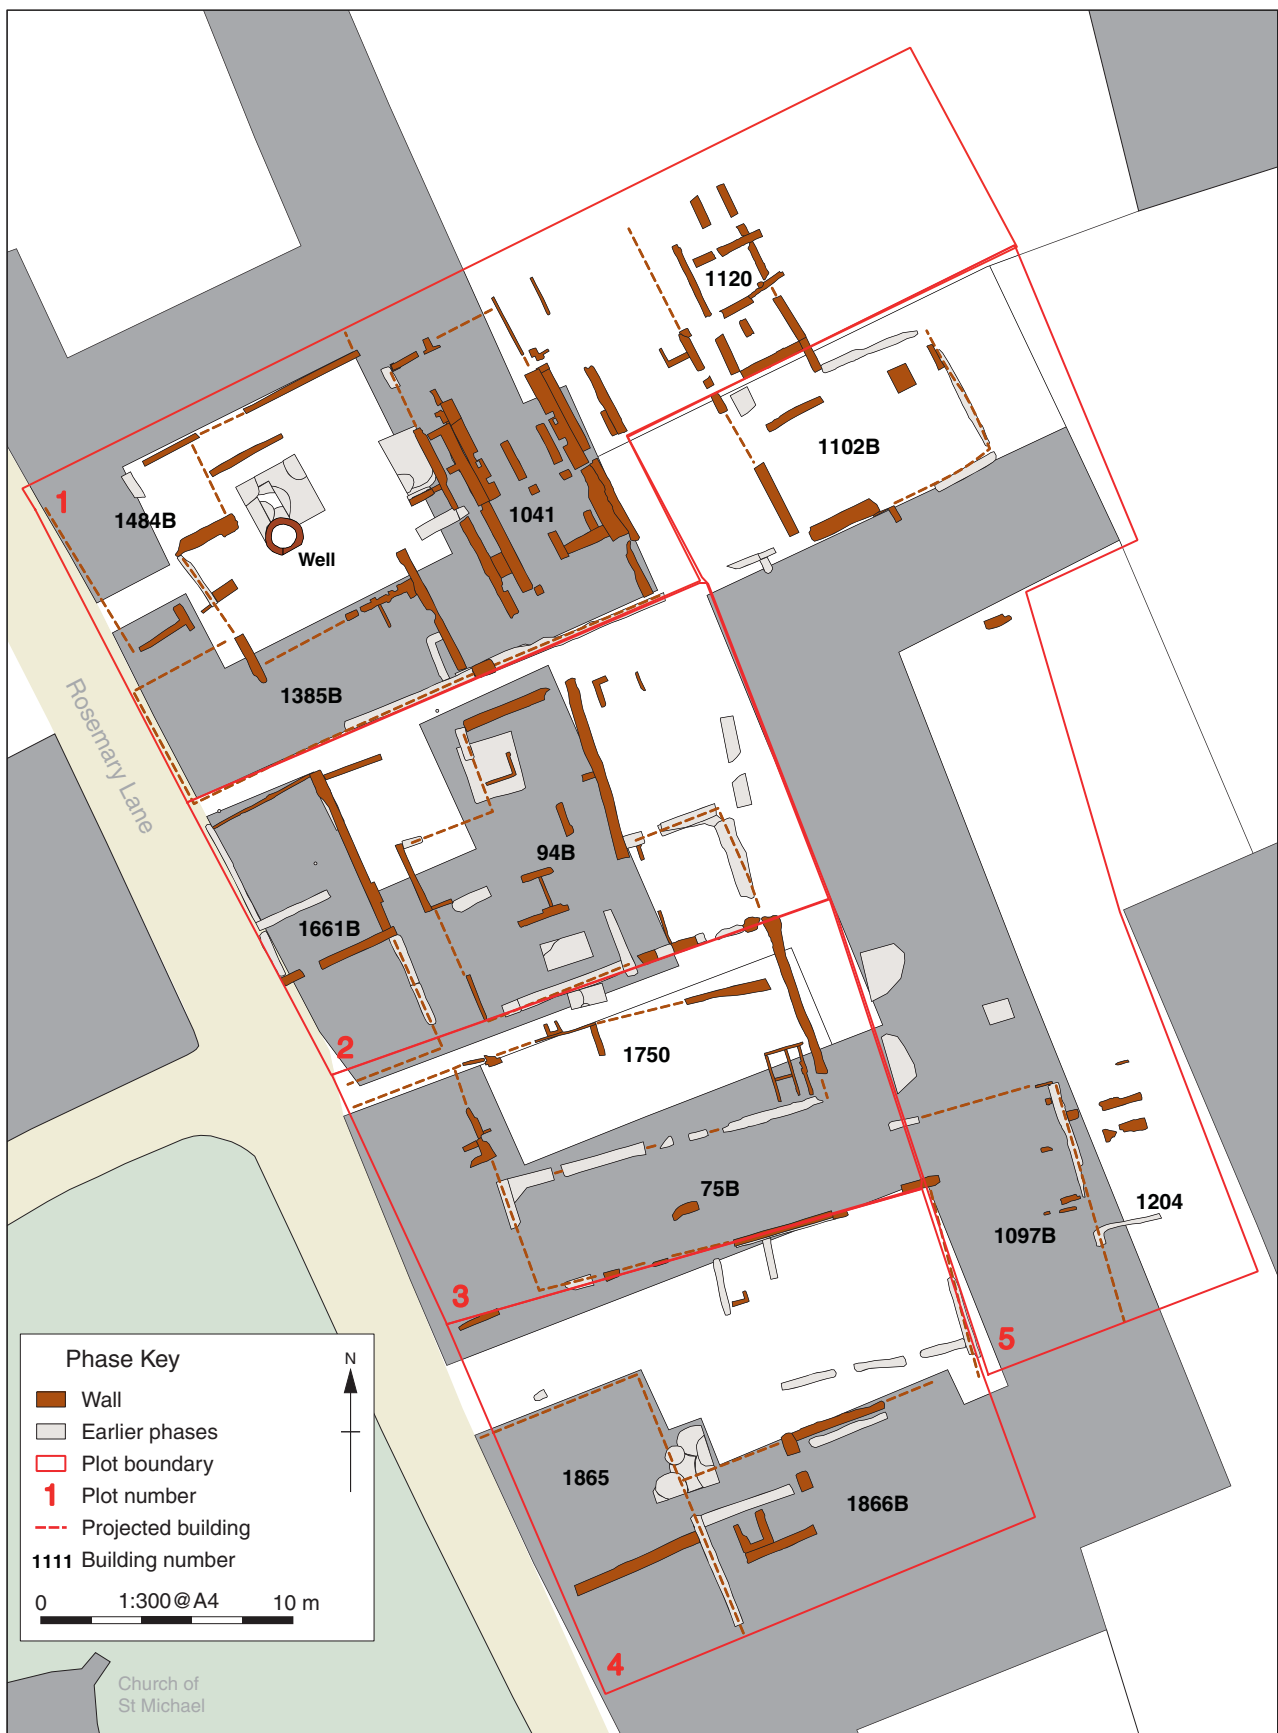 1120
1102B
1
1484B
Well
1041
1385B
Rosemary Lane
94B
1661B
2
1750
75B
1204
1097B
3
5
Phase Key
N
Wall
Earlier phases
Plot boundary
1 Plot number
Projected building
1111 Building number
0 1:300@A4 10 m
1865
1866B
4
Church of
St Michael